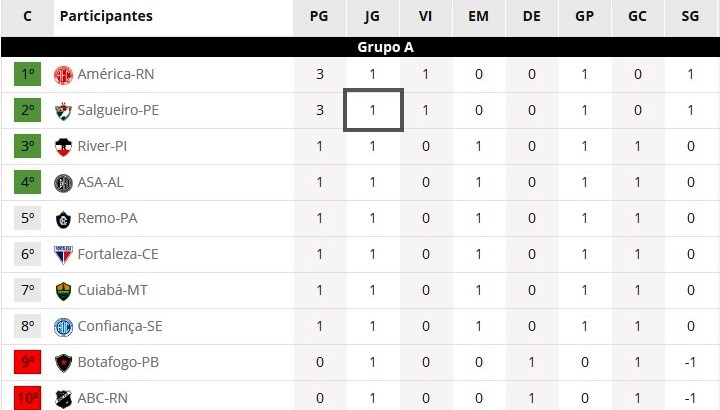 C Participantes PG JG VI EM DE GP GC SG
Grupo A
1º América-RN 3 1 1 0 0 1 0 1
2º Salgueiro-PE 3 1 1 0 0 1 0 1
3º River-PI 1 1 0 1 0 1 1 0
4º ASA-AL 1 1 0 1 0 1 1 0
5º Remo-PA 1 1 0 1 0 1 1 0
6º Fortaleza-CE 1 1 0 1 0 1 1 0
7º Cuiabá-MT 1 1 0 1 0 1 1 0
8º Confiança-SE 1 1 0 1 0 1 1 0
9º Botafogo-PB 0 1 0 0 1 0 1 -1
10º ABC-RN 0 1 0 0 1 0 1 -1